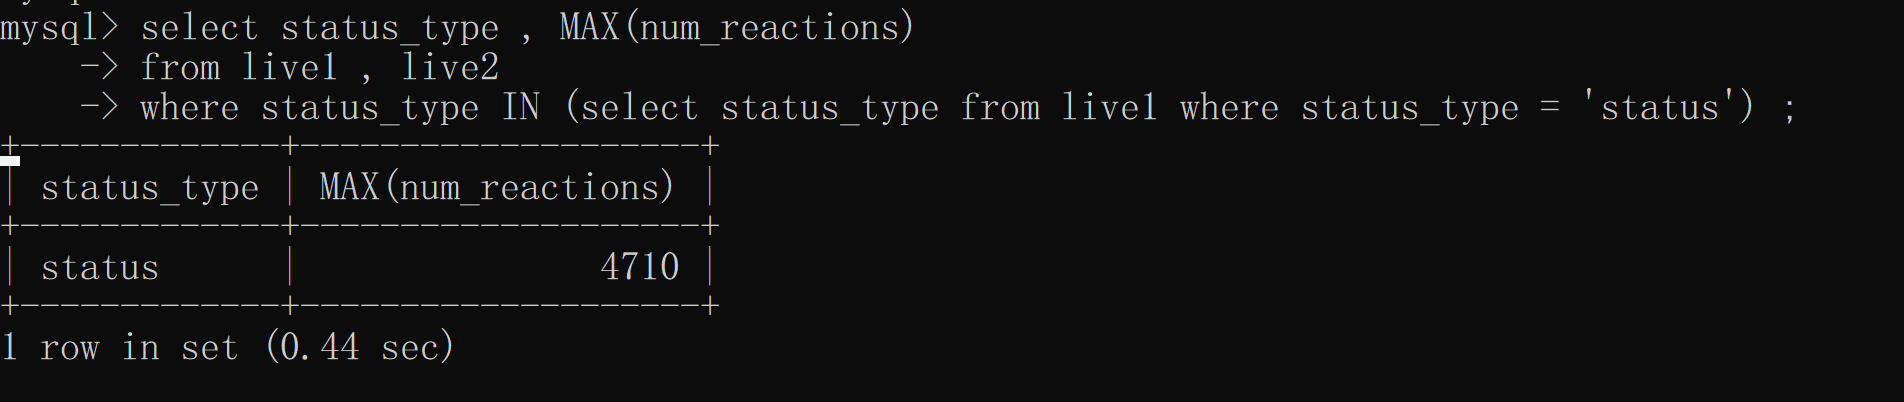 mysql> select status_type , MAX(num_reactions)
    -> from live1 , live2
    -> where status_type IN (select status_type from live1 where status_type = 'status') ;
+-------------+--------------------+
| status_type | MAX(num_reactions) |
+-------------+--------------------+
| status      |               4710 |
+-------------+--------------------+
1 row in set (0.44 sec)